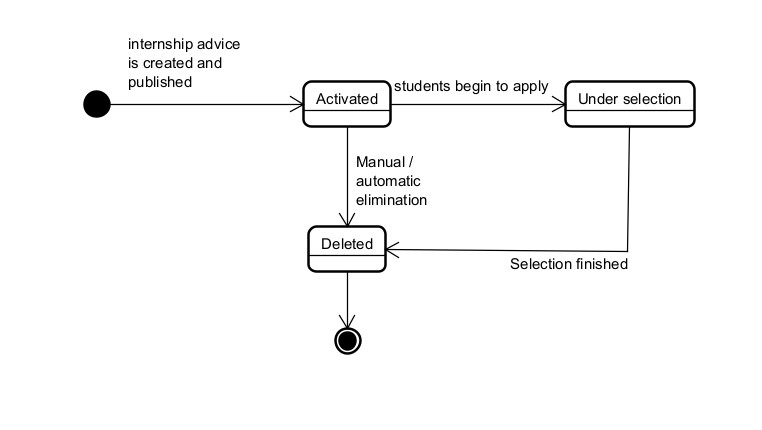 internship advice
is created and
published
Activated
students begin to apply
Under selection
Manual /
automatic
elimination
Deleted
Selection finished